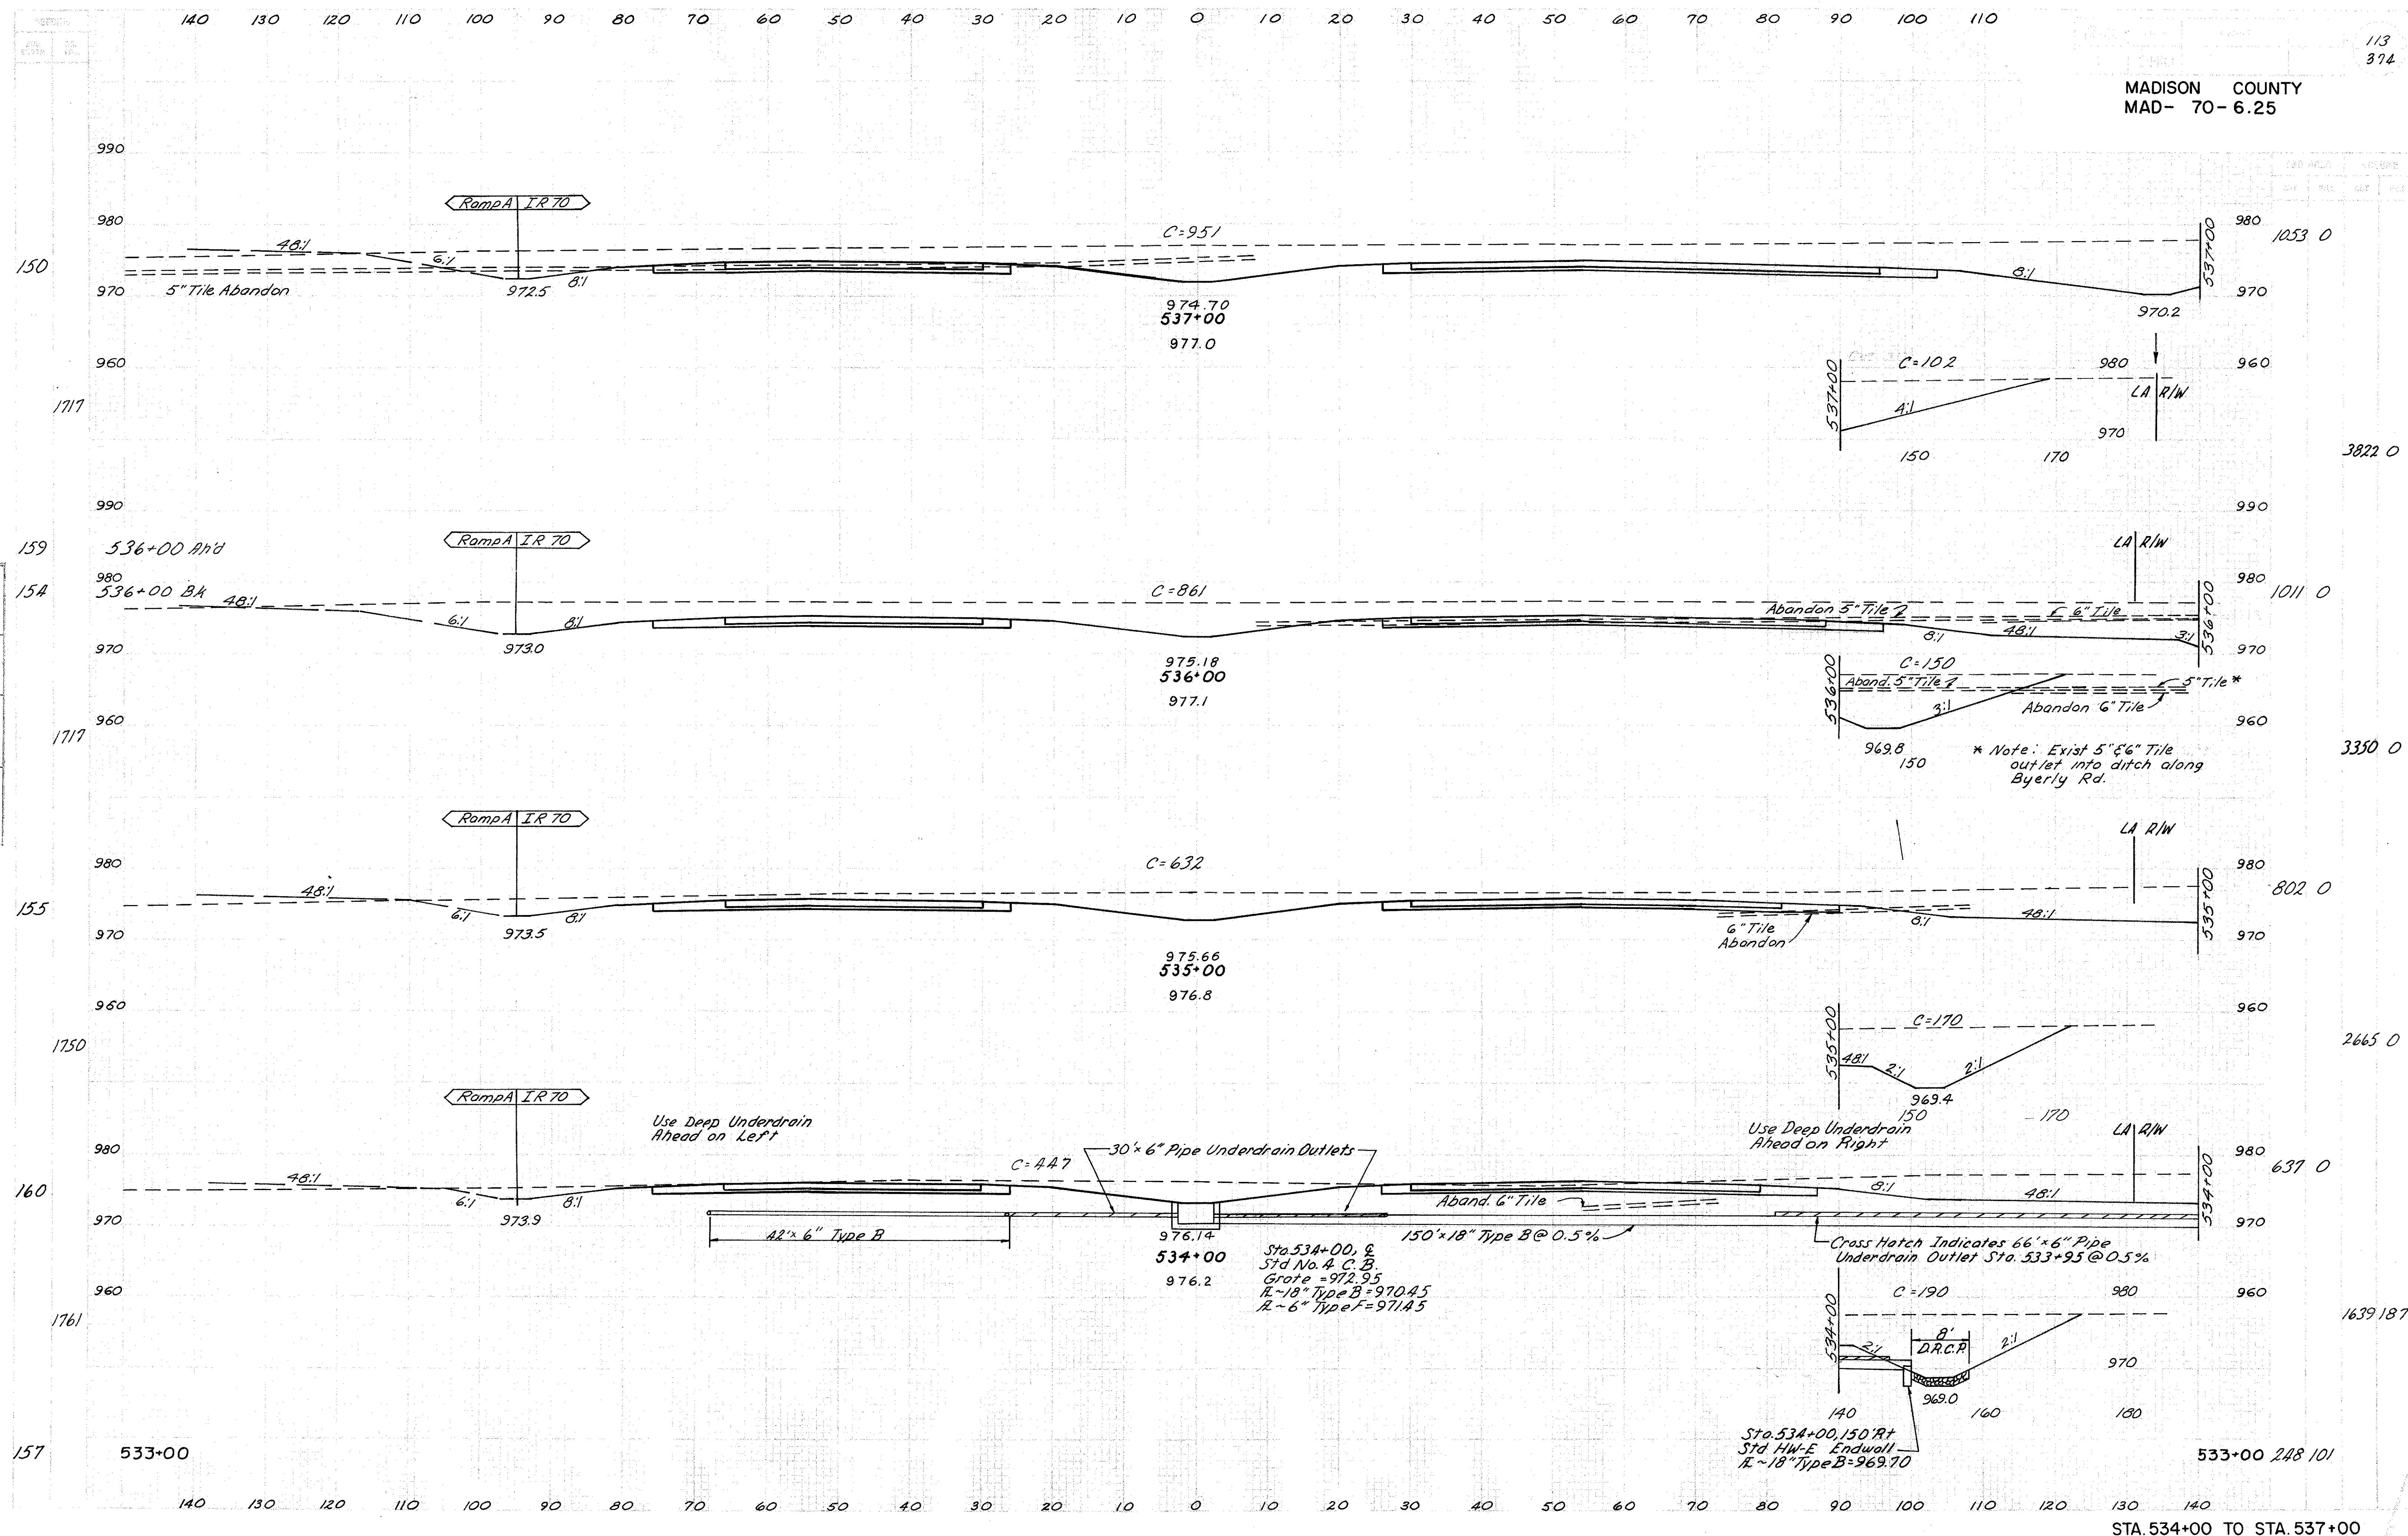 140 130 120 110 100 90 80 70 60 50 40 30 20 10 0 10 20 30 40 50 60 70 80 90 100 110
113
374
MADISON COUNTY
MAD- 70-6.25
990
Ramp A IR 70
980 980
C=951
1053 0
537+00
48:1
6:1
8:1
8:1
150
970 970
5" Tile Abandon
972.5
974.70
537+00
977.0
970.2
960 960
537+00
C=102
980
LA R/W
4:1
970
150 170
1717
3822 0
990 990
159 536+00 Ah'd
Ramp A IR 70
LA R/W
980 980
154 536+00 BK
C=861
1011 0
536+00
48:1
6:1
8:1
Abandon 5" Tile
6" Tile
8:1
48:1
3:1
970 970
973.0
975.18
536+00
977.1
536+00
C=150
Aband. 5" Tile
5" Tile *
3:1
Abandon 6" Tile
960 960
969.8
150
* Note: Exist 5" & 6" Tile
outlet into ditch along
Byerly Rd.
1717
3350 0
Ramp A IR 70
LA R/W
980 980
C=632
802 0
535+00
48:1
6:1
8:1
8:1
48:1
155
970 970
973.5
6" Tile
Abandon
975.66
535+00
976.8
960 960
535+00
C=170
48:1
2:1
2:1
969.4
150 170
1750
2665 0
Ramp A IR 70
Use Deep Underdrain
Ahead on Left
Use Deep Underdrain
Ahead on Right
LA R/W
980 980
30' x 6" Pipe Underdrain Outlets
C=447
637 0
534+00
48:1
6:1
8:1
8:1
48:1
160
Aband. 6" Tile
970 970
973.9
42' x 6" Type B
150' x 18" Type B @ 0.5%
976.14
534+00
976.2
Sta 534+00, ℄
Std No. 4 C.B.
Grate = 972.95
~18" Type B = 970.45
~6" Type F = 971.45
Cross Hatch Indicates 66' x 6" Pipe
Underdrain Outlet Sta. 533+95 @ 0.5%
960 960
534+00
C=190
980
8'
D.R.C.P.
2:1
2:1
970
969.0
140 160 180
1761
1639 187
Sta. 534+00, 150' Rt
Std HW-E Endwall
~18" Type B = 969.70
157 533+00
533+00 248 101
140 130 120 110 100 90 80 70 60 50 40 30 20 10 0 10 20 30 40 50 60 70 80 90 100 110 120 130 140
STA. 534+00 TO STA. 537+00